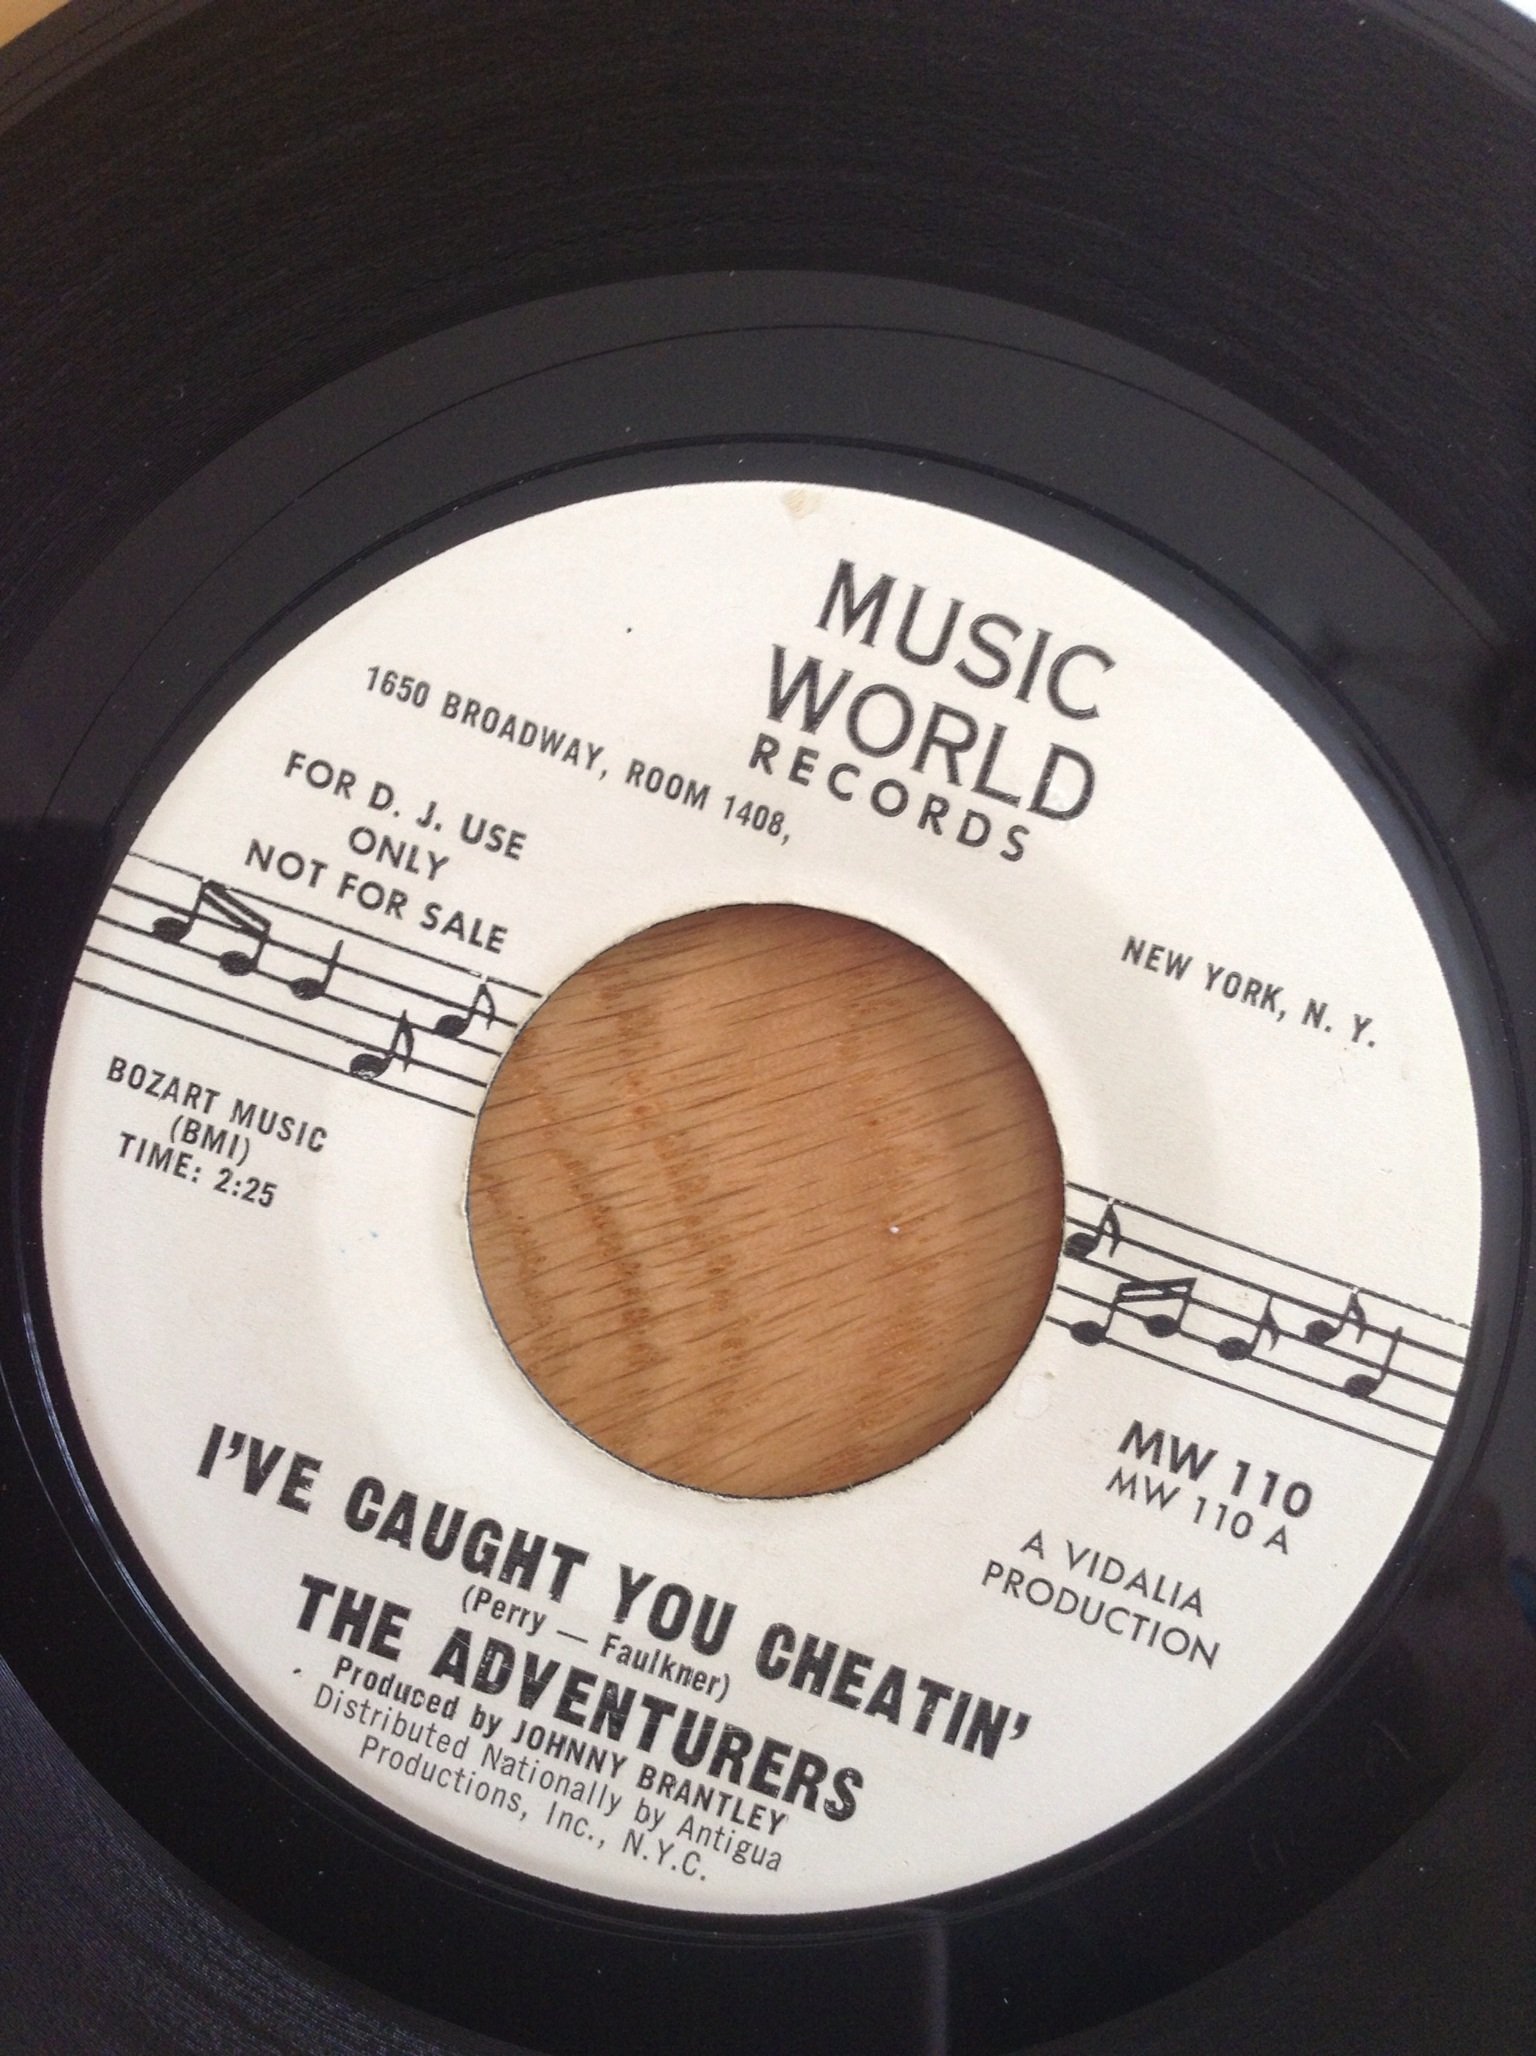 MUSIC
WORLD
RECORDS
1650 BROADWAY, ROOM 1408,
NEW YORK, N. Y.
FOR D. J. USE
ONLY
NOT FOR SALE
BOZART MUSIC
(BMI)
TIME: 2:25
MW 110
MW 110 A
A VIDALIA
PRODUCTION
I'VE CAUGHT YOU CHEATIN'
(Perry — Faulkner)
THE ADVENTURERS
Produced by JOHNNY BRANTLEY
Distributed Nationally by Antigua
Productions, Inc., N.Y.C.